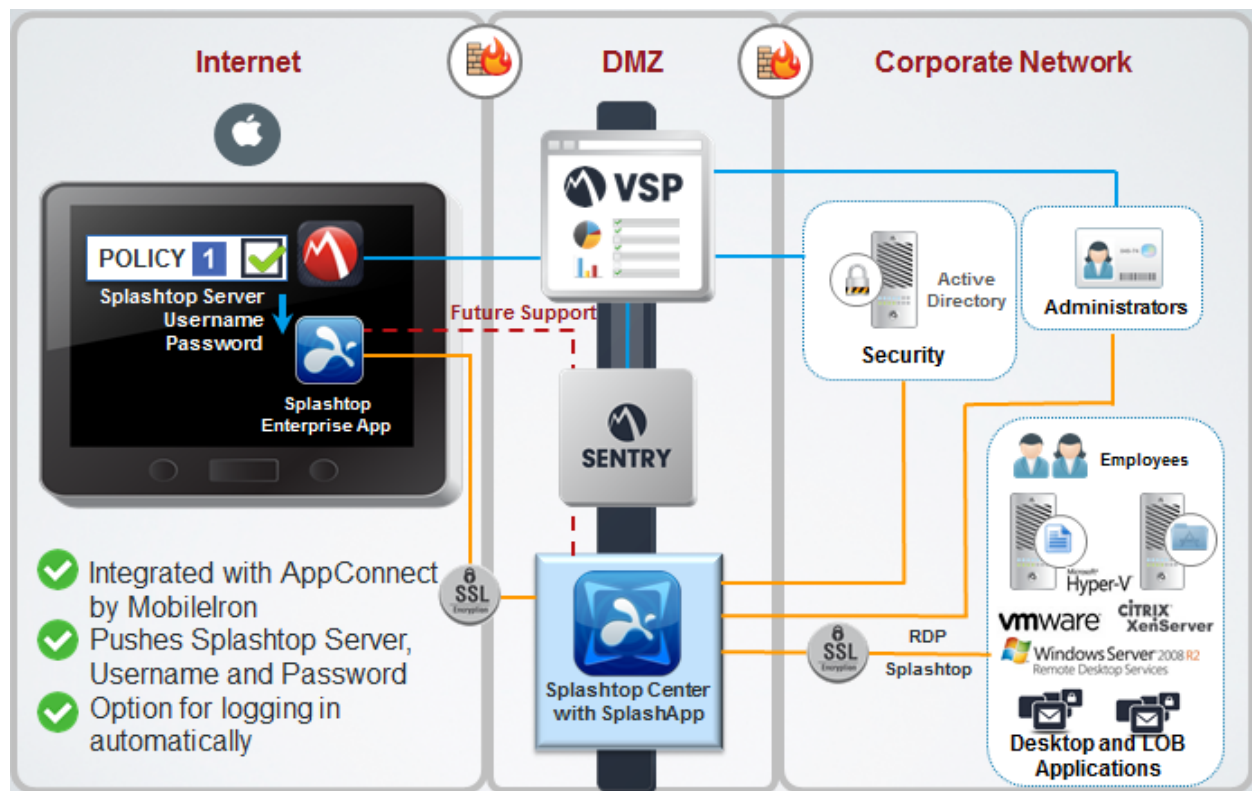 Internet
DMZ
Corporate Network
POLICY 1
Splashtop Server
Username
Password
Splashtop
Enterprise App
Future Support
VSP
SENTRY
Active
Directory
Security
Administrators
Employees
Microsoft
Hyper-V
vmware
CITRIX
XenServer
Windows Server 2008 R2
Remote Desktop Services
Desktop and LOB
Applications
SSL
Encryption
SSL
Encryption
RDP
Splashtop
Splashtop Center
with SplashApp
Integrated with AppConnect
by MobileIron
Pushes Splashtop Server,
Username and Password
Option for logging in
automatically